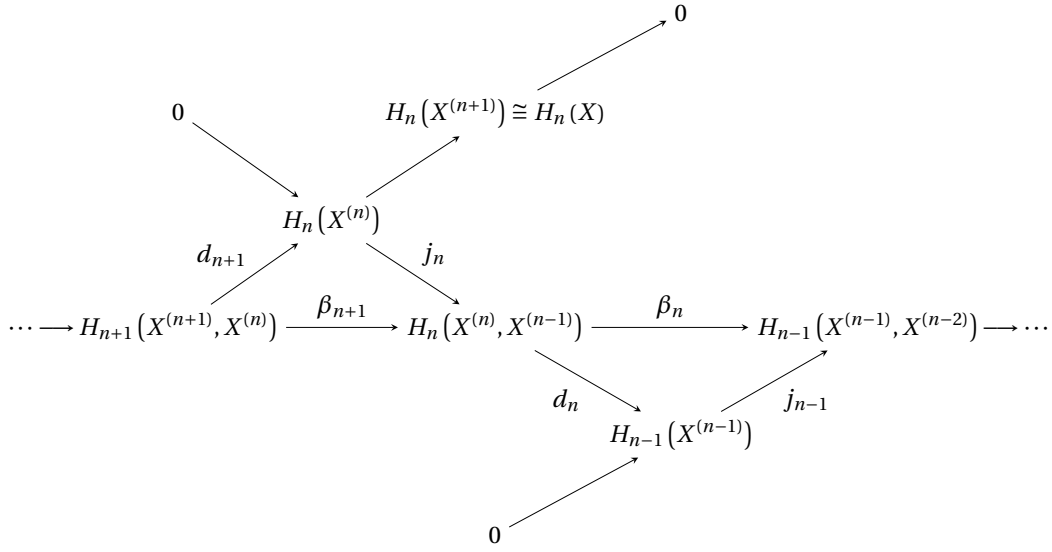 0
0
H_n(X^{(n+1)}) ≅ H_n(X)
H_n(X^{(n)})
d_{n+1}
j_n
⋯ ⟶ H_{n+1}(X^{(n+1)}, X^{(n)})
β_{n+1}
H_n(X^{(n)}, X^{(n-1)})
β_n
H_{n-1}(X^{(n-1)}, X^{(n-2)}) ⟶ ⋯
d_n
j_{n-1}
H_{n-1}(X^{(n-1)})
0